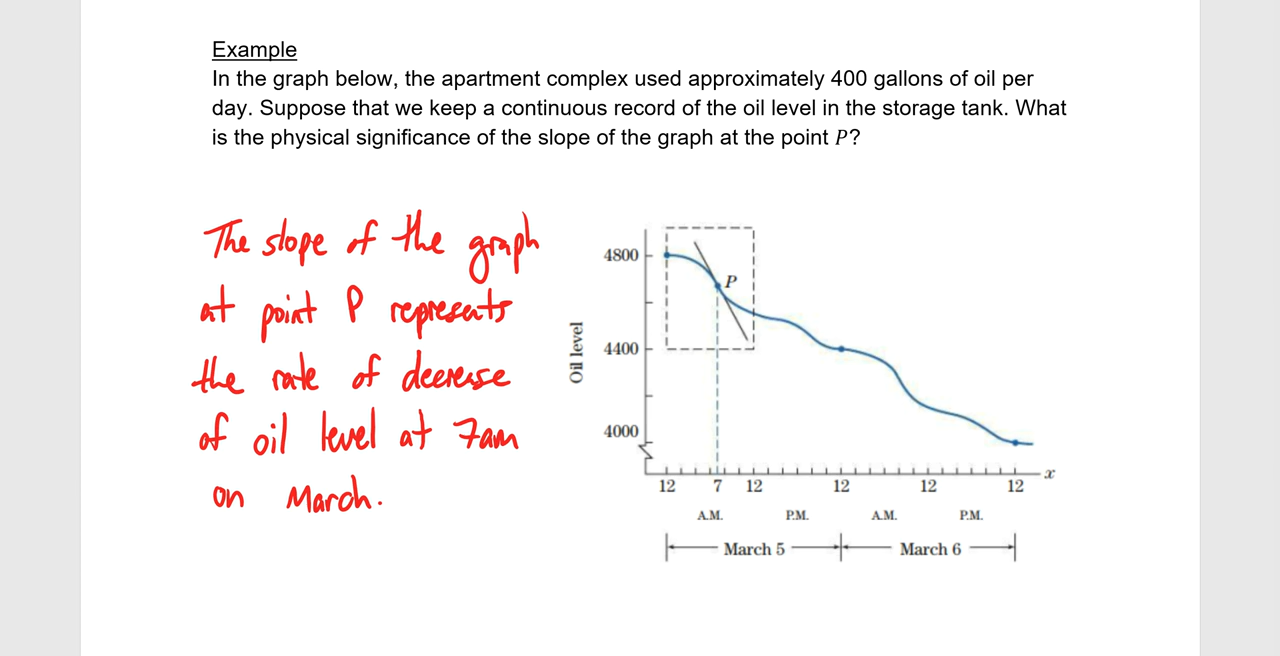 Example
In the graph below, the apartment complex used approximately 400 gallons of oil per
day. Suppose that we keep a continuous record of the oil level in the storage tank. What
is the physical significance of the slope of the graph at the point P?
The slope of the graph
at point P represents
the rate of decrease
of oil level at 7am
on March.
Oil level
4800
4400
4000
P
x
12 7 12 12 12 12
A.M. P.M. A.M. P.M.
March 5 March 6